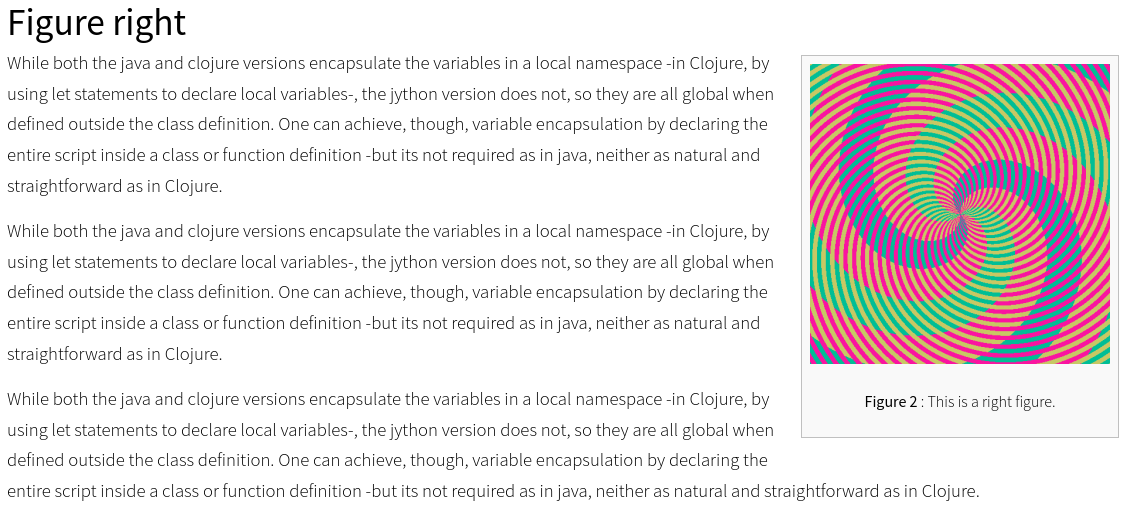 Figure right
While both the java and clojure versions encapsulate the variables in a local namespace -in Clojure, by
using let statements to declare local variables-, the jython version does not, so they are all global when
defined outside the class definition. One can achieve, though, variable encapsulation by declaring the
entire script inside a class or function definition -but its not required as in java, neither as natural and
straightforward as in Clojure.
While both the java and clojure versions encapsulate the variables in a local namespace -in Clojure, by
using let statements to declare local variables-, the jython version does not, so they are all global when
defined outside the class definition. One can achieve, though, variable encapsulation by declaring the
entire script inside a class or function definition -but its not required as in java, neither as natural and
straightforward as in Clojure.
While both the java and clojure versions encapsulate the variables in a local namespace -in Clojure, by
using let statements to declare local variables-, the jython version does not, so they are all global when
defined outside the class definition. One can achieve, though, variable encapsulation by declaring the
entire script inside a class or function definition -but its not required as in java, neither as natural and straightforward as in Clojure.
Figure 2 : This is a right figure.